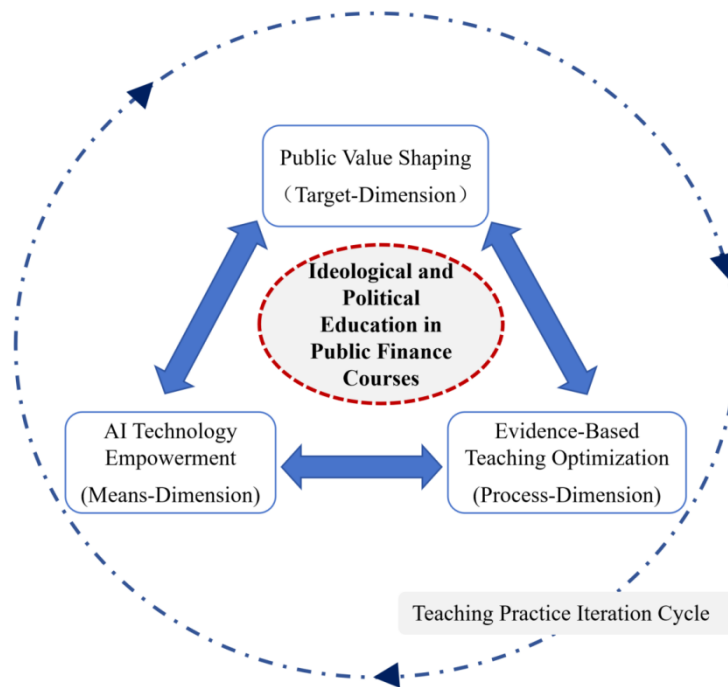 Public Value Shaping
（Target-Dimension）
Ideological and
Political
Education in
Public Finance
Courses
AI Technology
Empowerment
(Means-Dimension)
Evidence-Based
Teaching Optimization
(Process-Dimension)
Teaching Practice Iteration Cycle